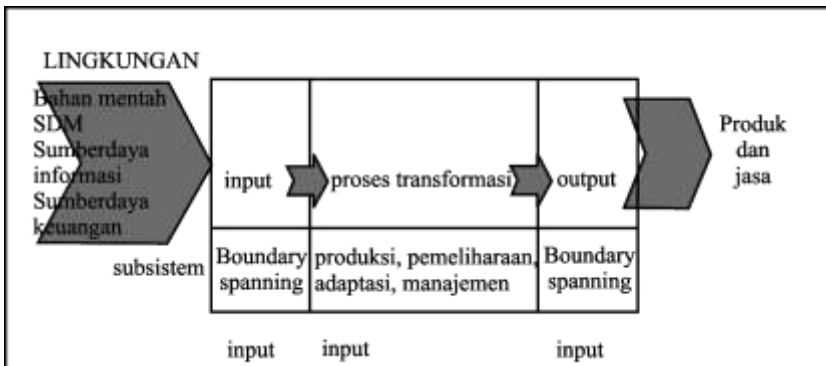 LINGKUNGAN
Bahan mentah
SDM
Sumberdaya
informasi
Sumberdaya
keuangan
input
proses transformasi
output
Produk
dan
jasa
subsistem
Boundary
spanning
produksi, pemeliharaan,
adaptasi, manajemen
Boundary
spanning
input
input
input